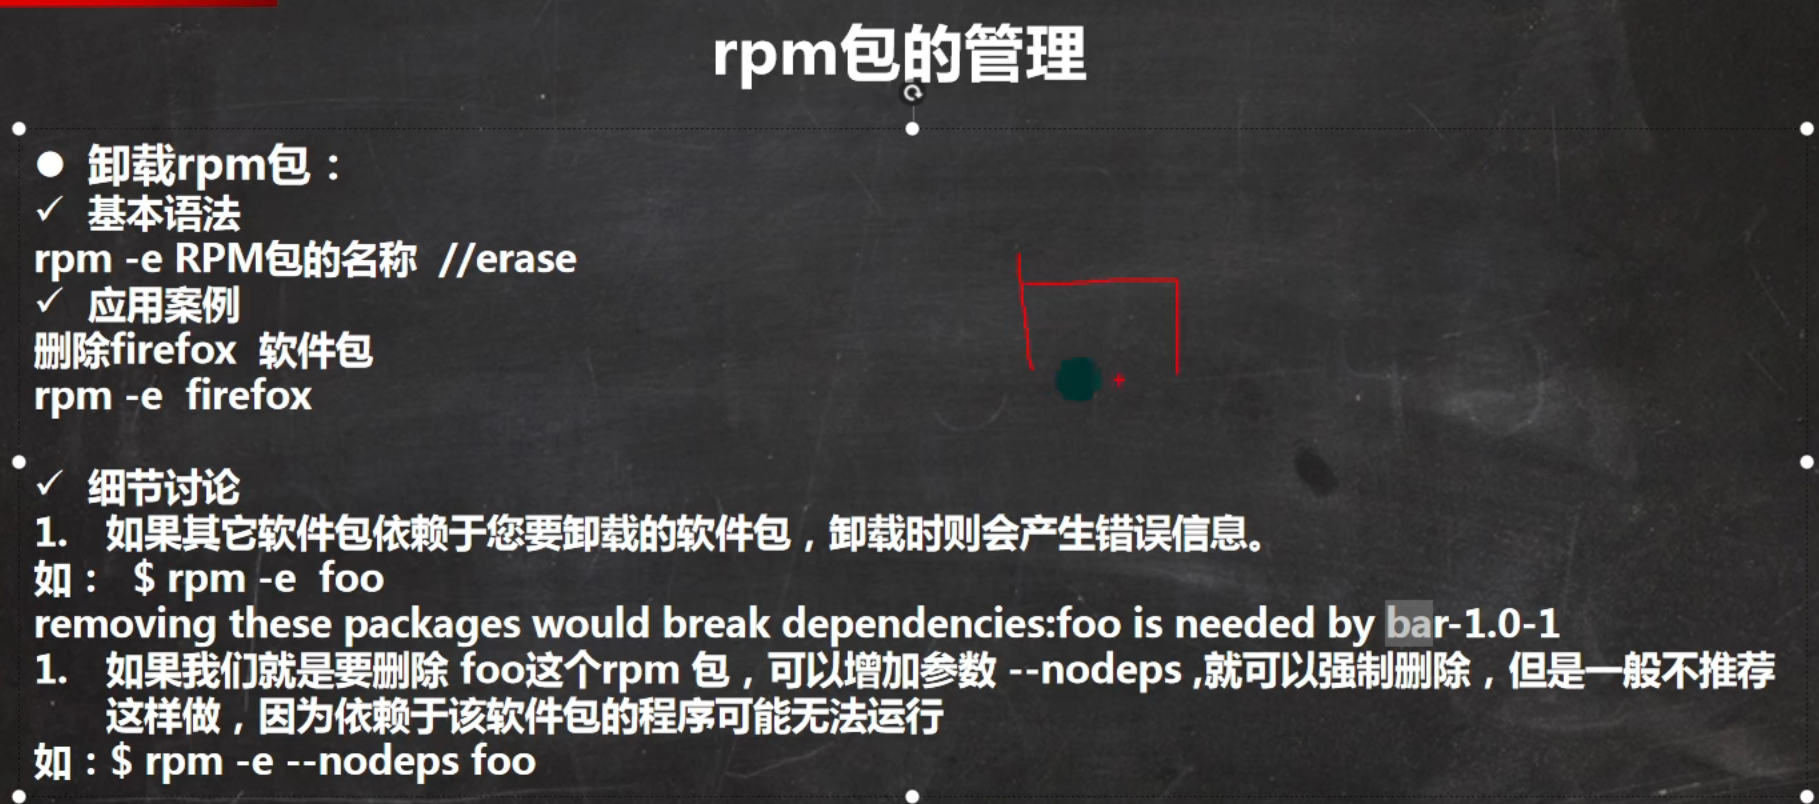 rpm包的管理
● 卸载rpm包：
✓ 基本语法
rpm -e RPM包的名称 //erase
✓ 应用案例
删除firefox 软件包
rpm -e firefox
✓ 细节讨论
1. 如果其它软件包依赖于您要卸载的软件包，卸载时则会产生错误信息。
如： $ rpm -e foo
removing these packages would break dependencies:foo is needed by bar-1.0-1
1. 如果我们就是要删除 foo这个rpm 包，可以增加参数 --nodeps ,就可以强制删除，但是一般不推荐
这样做，因为依赖于该软件包的程序可能无法运行
如：$ rpm -e --nodeps foo